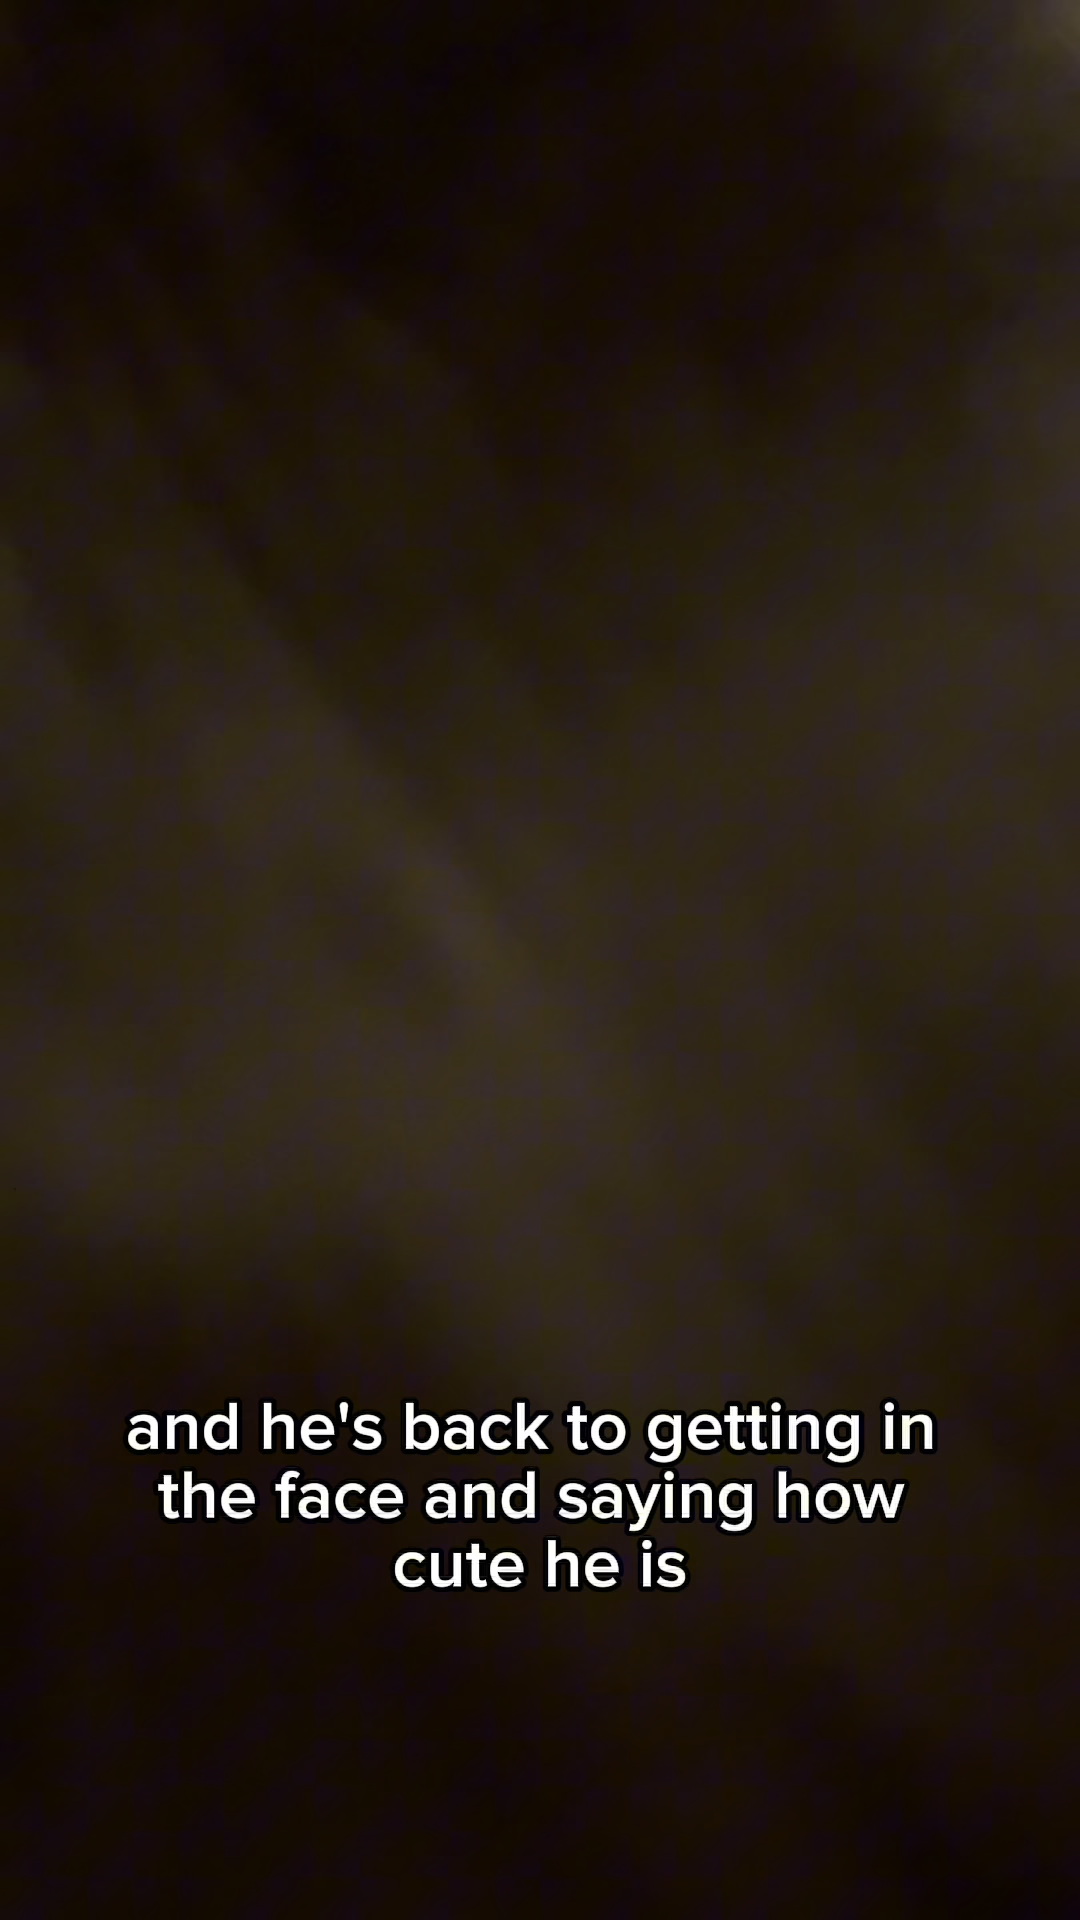 and he's back to getting in
the face and saying how
cute he is